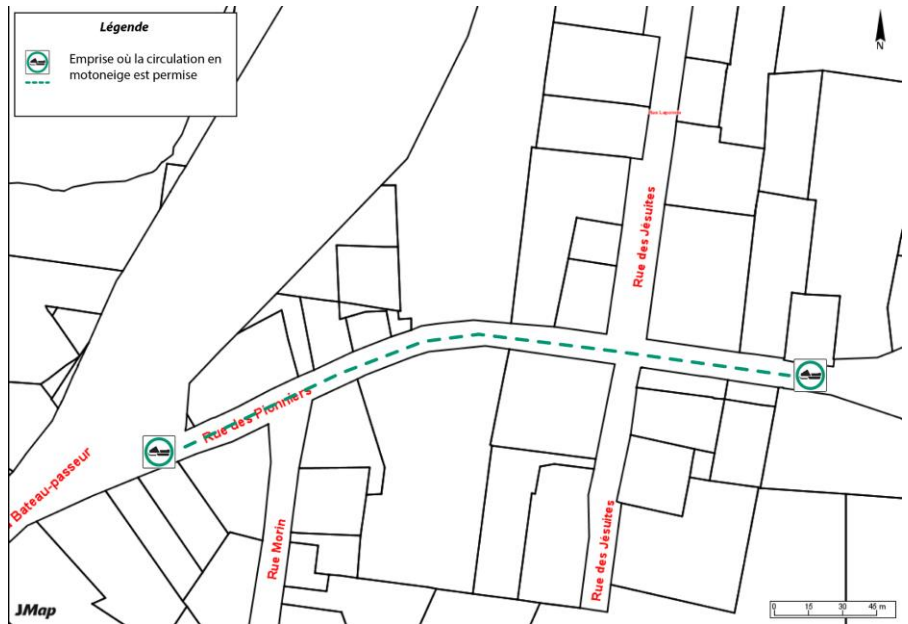 Légende
Emprise où la circulation en
motoneige est permise
N
Rue des Jésuites
Rue des Pionniers
Bateau-passeur
Rue Morin
Rue des Jésuites
JMap
0 15 30 45 m